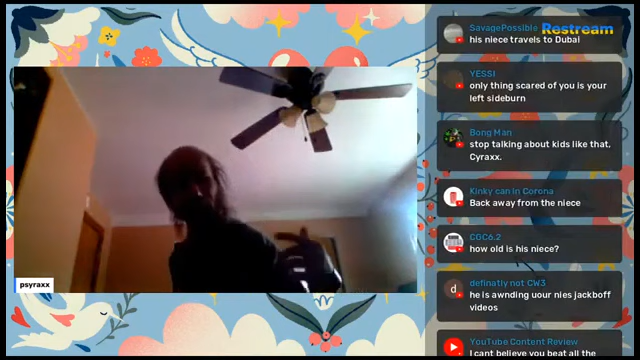 SavagePossible
Restream
his niece travels to Dubai
YESSI
only thing scared of you is your
left sideburn
Bong Man
stop talking about kids like that.
Cyraxx.
Kinky can in Corona
Back away from the niece
CGC6.2
how old is his niece?
d
definatly not CW3
he is awnding uour nies jackboff
videos
YouTube Content Review
I cant believe you beat all the
psyraxx